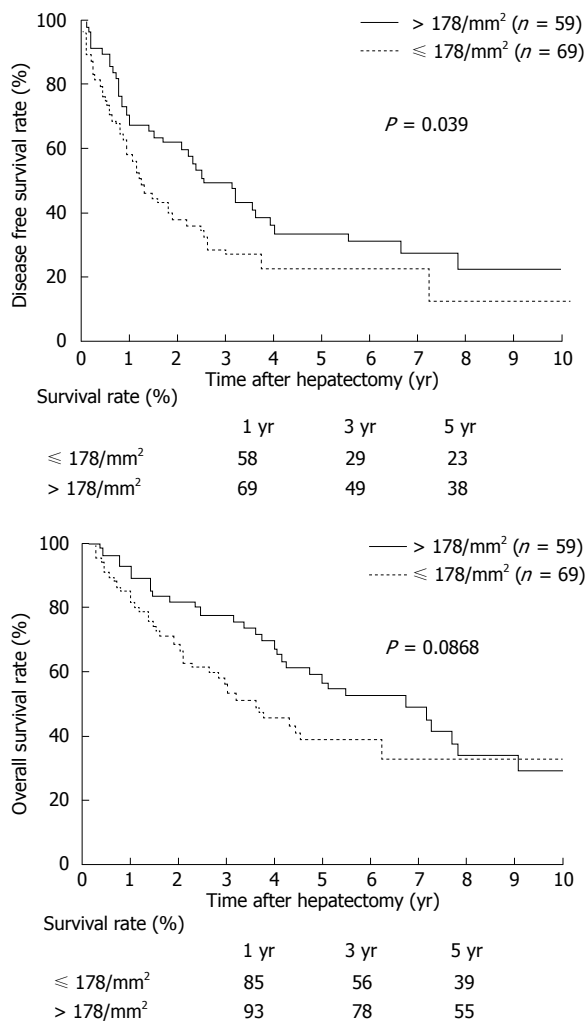 100
80
60
40
20
0
Disease free survival rate (%)
> 178/mm² (n = 59)
≤ 178/mm² (n = 69)
P = 0.039
0 1 2 3 4 5 6 7 8 9 10
Time after hepatectomy (yr)
Survival rate (%)
1 yr 3 yr 5 yr
≤ 178/mm² 58 29 23
> 178/mm² 69 49 38
100
80
60
40
20
0
Overall survival rate (%)
> 178/mm² (n = 59)
≤ 178/mm² (n = 69)
P = 0.0868
0 1 2 3 4 5 6 7 8 9 10
Time after hepatectomy (yr)
Survival rate (%)
1 yr 3 yr 5 yr
≤ 178/mm² 85 56 39
> 178/mm² 93 78 55